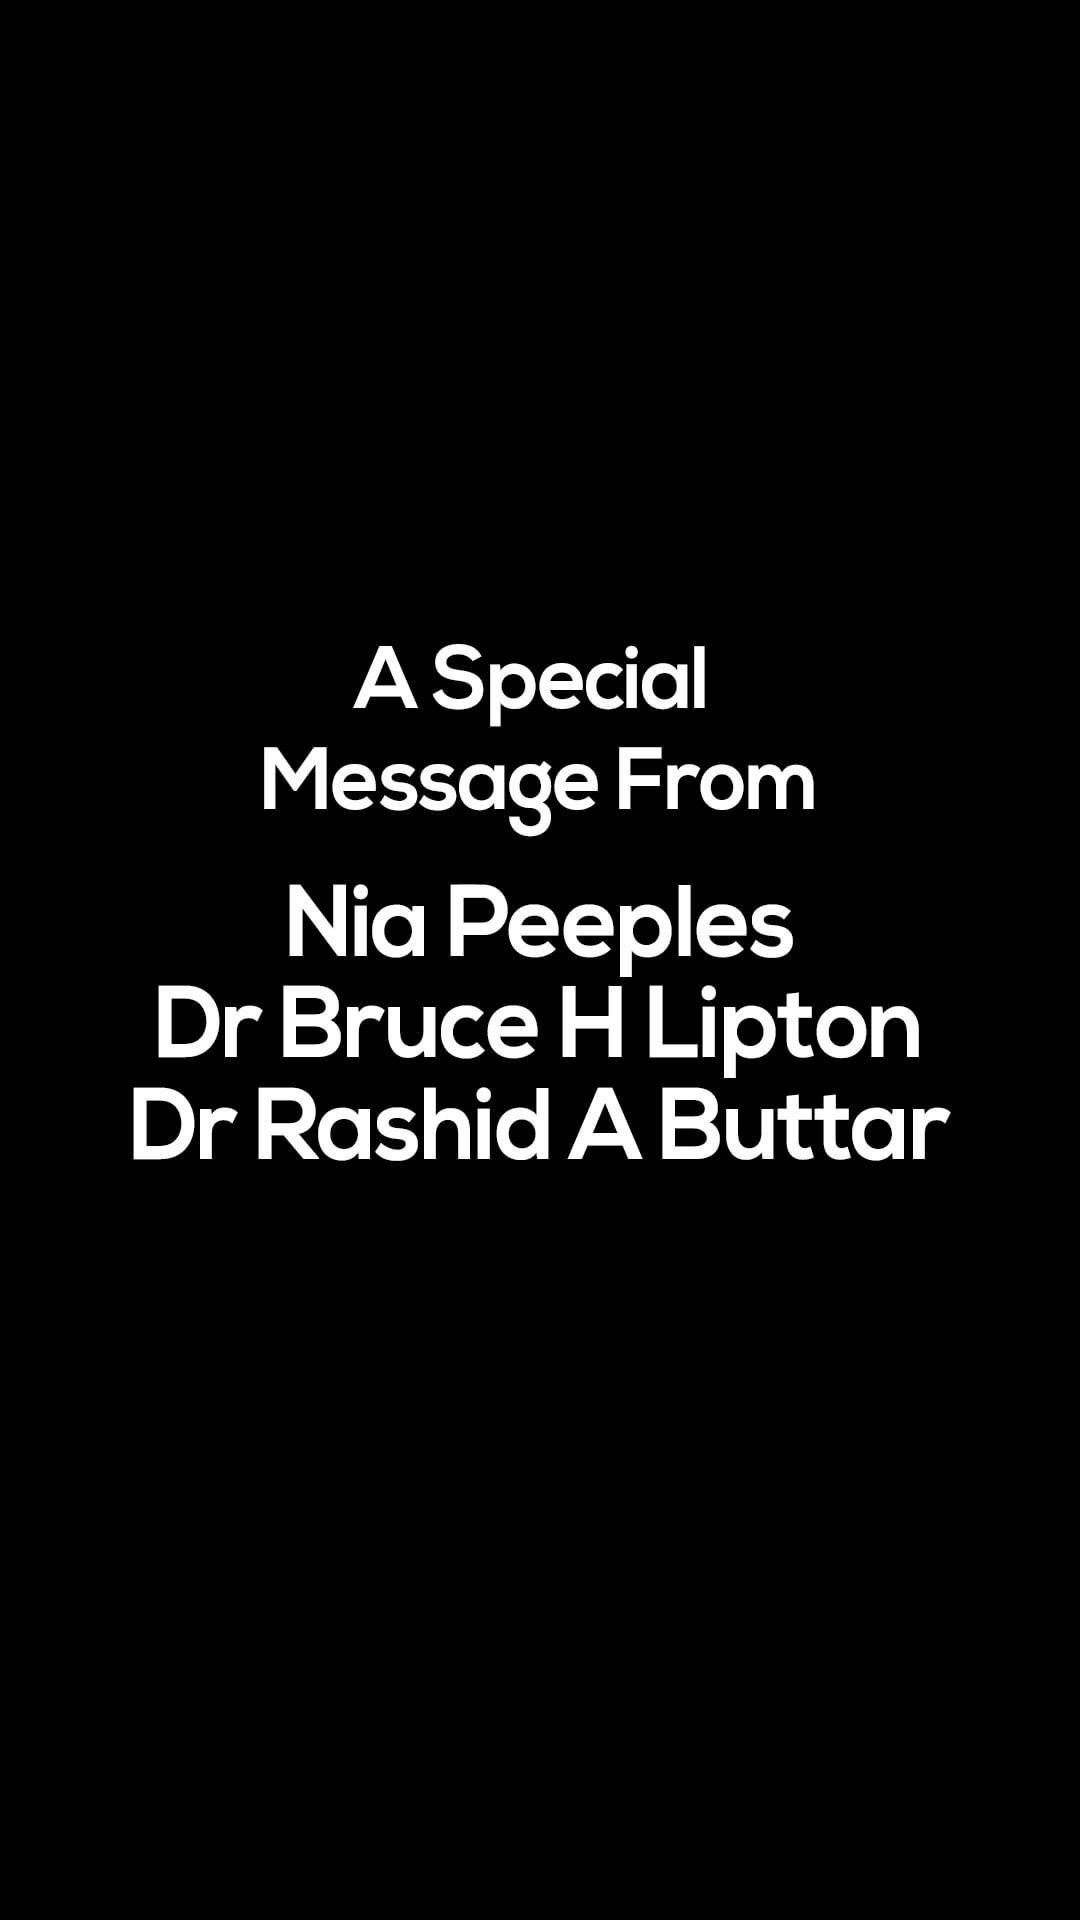 A Special
Message From
Nia Peeples
Dr Bruce H Lipton
Dr Rashid A Buttar